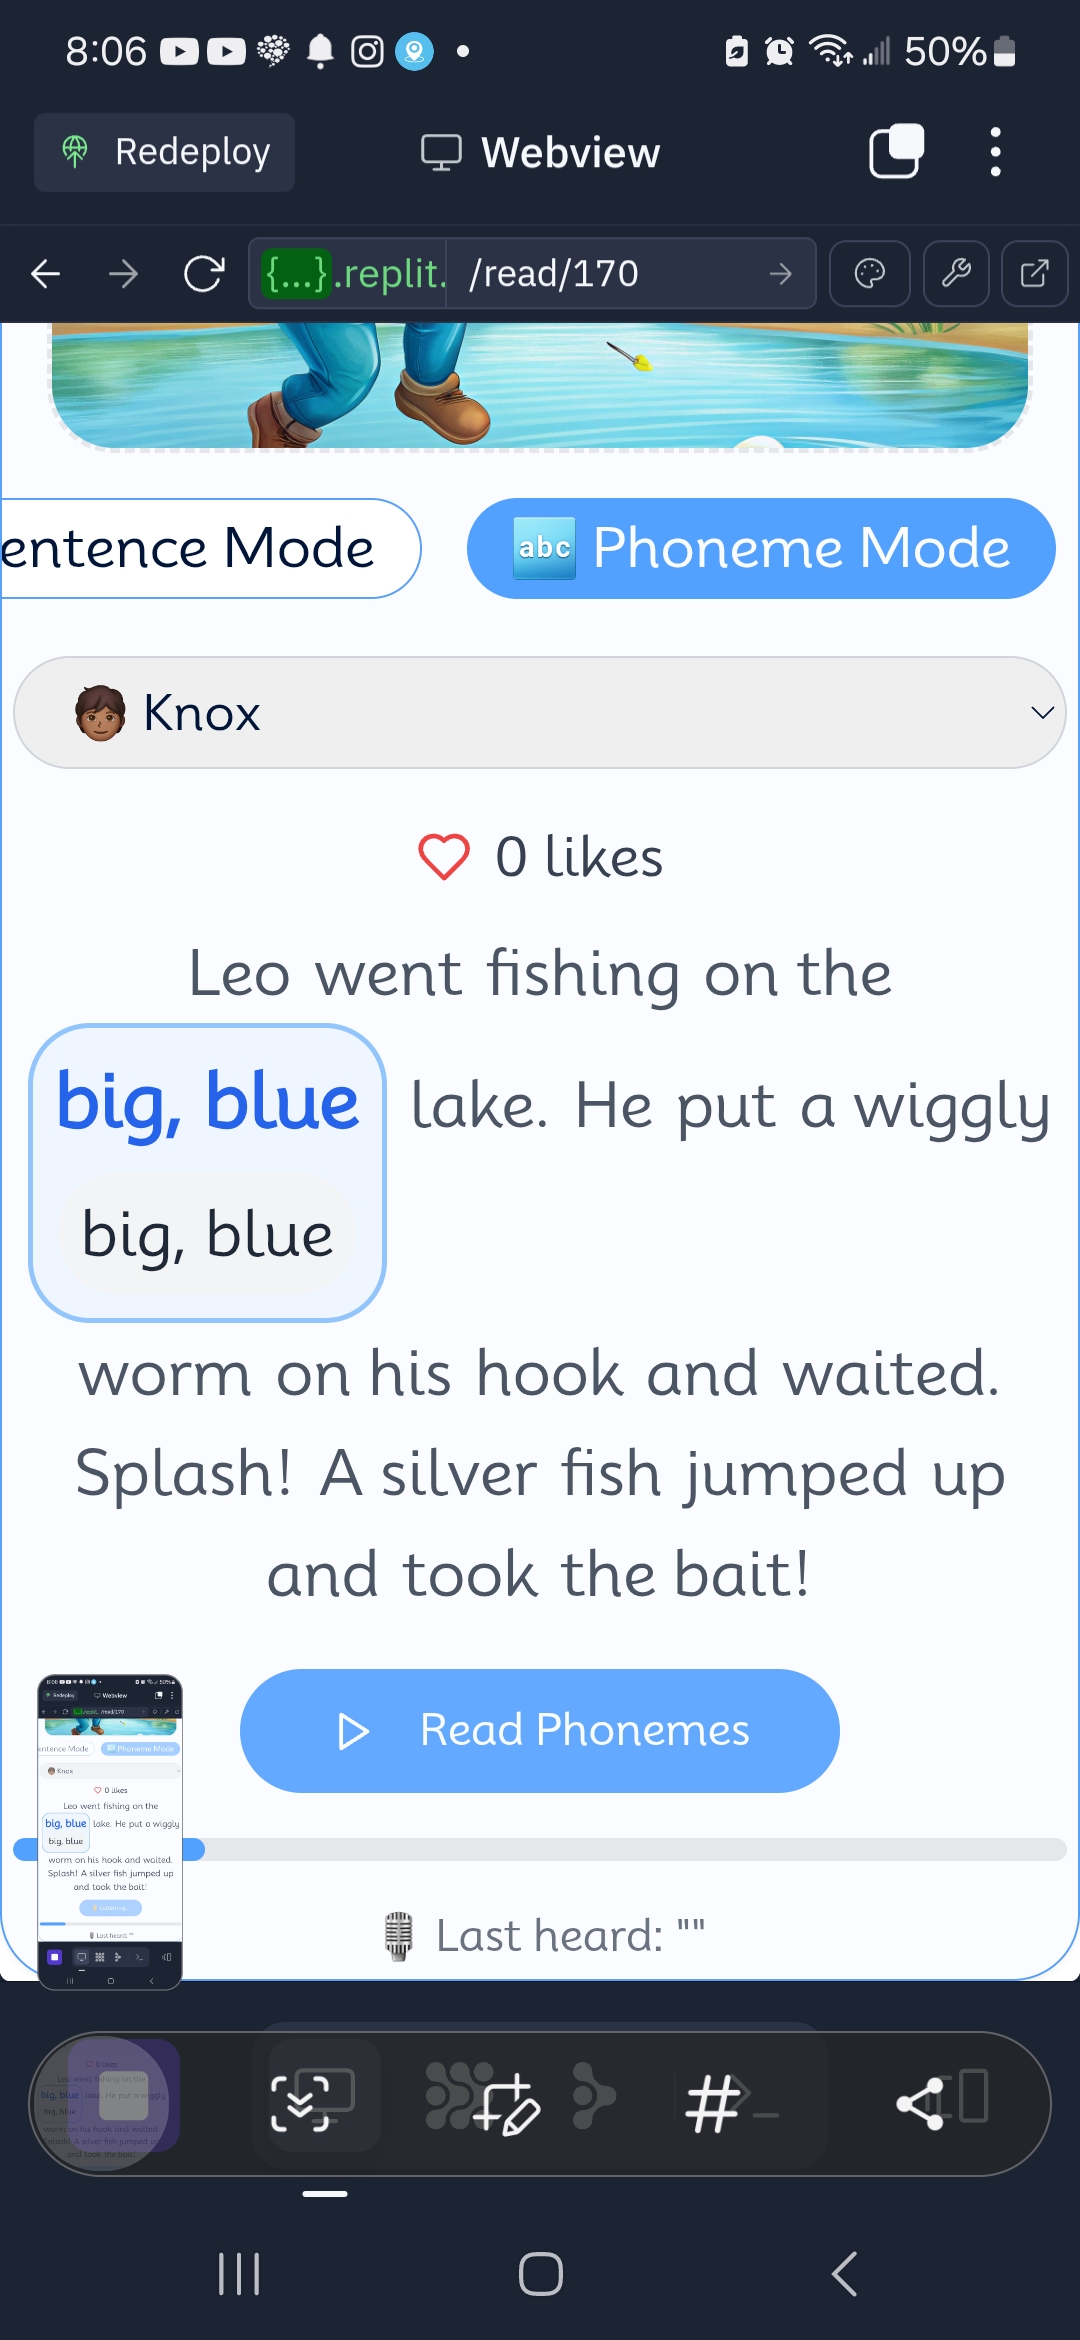 8:06
50%
Redeploy
Webview
{...}.replit.
/read/170
abc
entence Mode
Phoneme Mode
Knox
0 likes
Leo went fishing on the
big, blue lake. He put a wiggly
big, blue
worm on his hook and waited.
Splash! A silver fish jumped up
and took the bait!
Read Phonemes
Last heard: ""